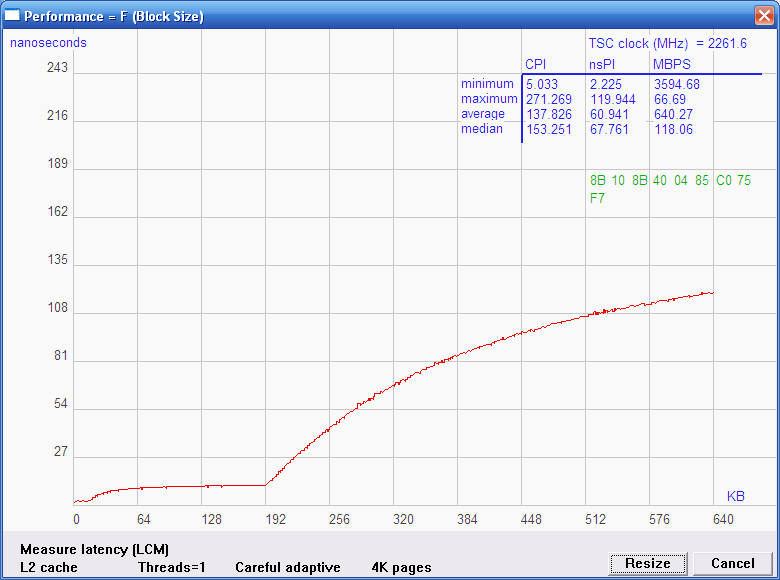 Performance = F (Block Size)
nanoseconds
TSC clock (MHz) = 2261.6
CPI nsPI MBPS
minimum 5.033 2.225 3594.68
maximum 271.269 119.944 66.69
average 137.826 60.941 640.27
median 153.251 67.761 118.06
8B 10 8B 40 04 85 C0 75
F7
243
216
189
162
135
108
81
54
27
KB
0 64 128 192 256 320 384 448 512 576 640
Measure latency (LCM)
L2 cache Threads=1 Careful adaptive 4K pages
Resize Cancel